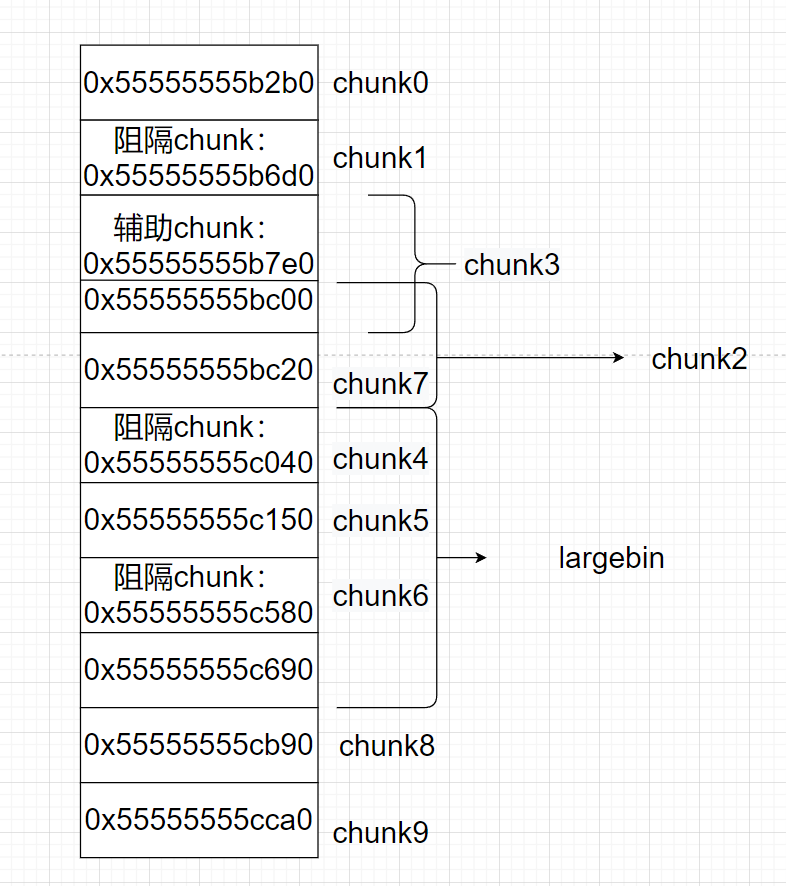 0x55555555b2b0 chunk0
阻隔chunk：
0x55555555b6d0 chunk1
辅助chunk：
0x55555555b7e0 chunk3
0x55555555bc00
0x55555555bc20 chunk2
chunk7
阻隔chunk：
0x55555555c040 chunk4
0x55555555c150 chunk5
largebin
阻隔chunk：
0x55555555c580 chunk6
0x55555555c690
0x55555555cb90 chunk8
0x55555555cca0 chunk9